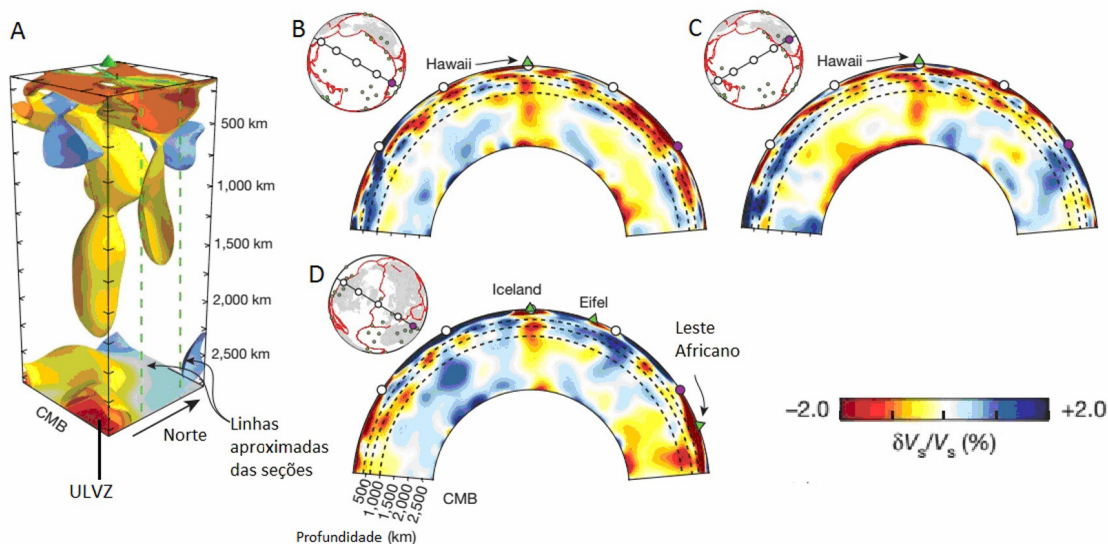 A
500 km
1,000 km
1,500 km
2,000 km
2,500 km
CMB
Norte
Linhas
aproximadas
das seções
ULVZ
B
Hawaii
C
Hawaii
D
Iceland
Eifel
Leste
Africano
500
1,000
1,500
2,000
2,500
CMB
Profundidade (km)
−2.0
+2.0
δVs/Vs (%)